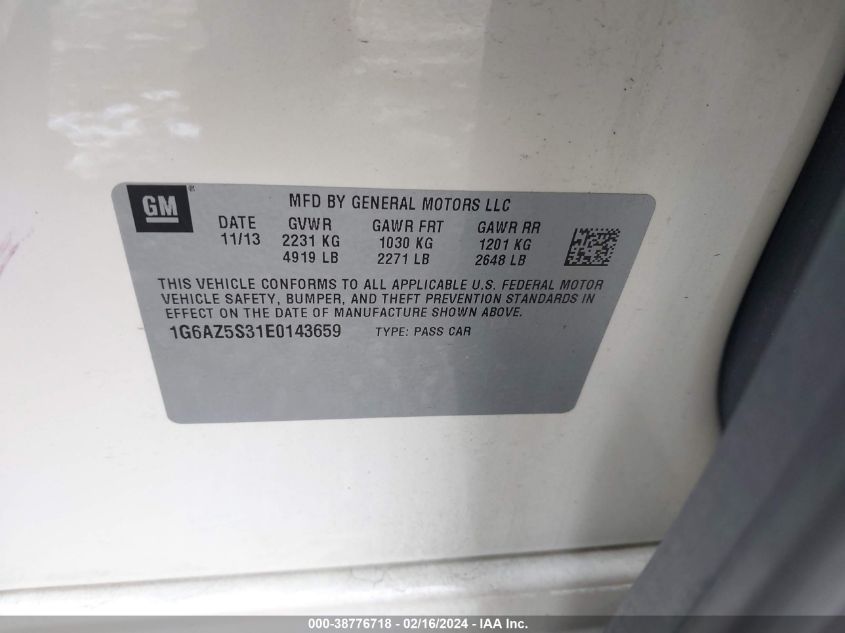 GM
MFD BY GENERAL MOTORS LLC
DATE GVWR GAWR FRT GAWR RR
11/13 2231 KG 1030 KG 1201 KG
4919 LB 2271 LB 2648 LB
THIS VEHICLE CONFORMS TO ALL APPLICABLE U.S. FEDERAL MOTOR
VEHICLE SAFETY, BUMPER, AND THEFT PREVENTION STANDARDS IN
EFFECT ON THE DATE OF MANUFACTURE SHOWN ABOVE.
1G6AZ5S31E0143659 TYPE: PASS CAR
000-38776718 - 02/16/2024 - IAA Inc.